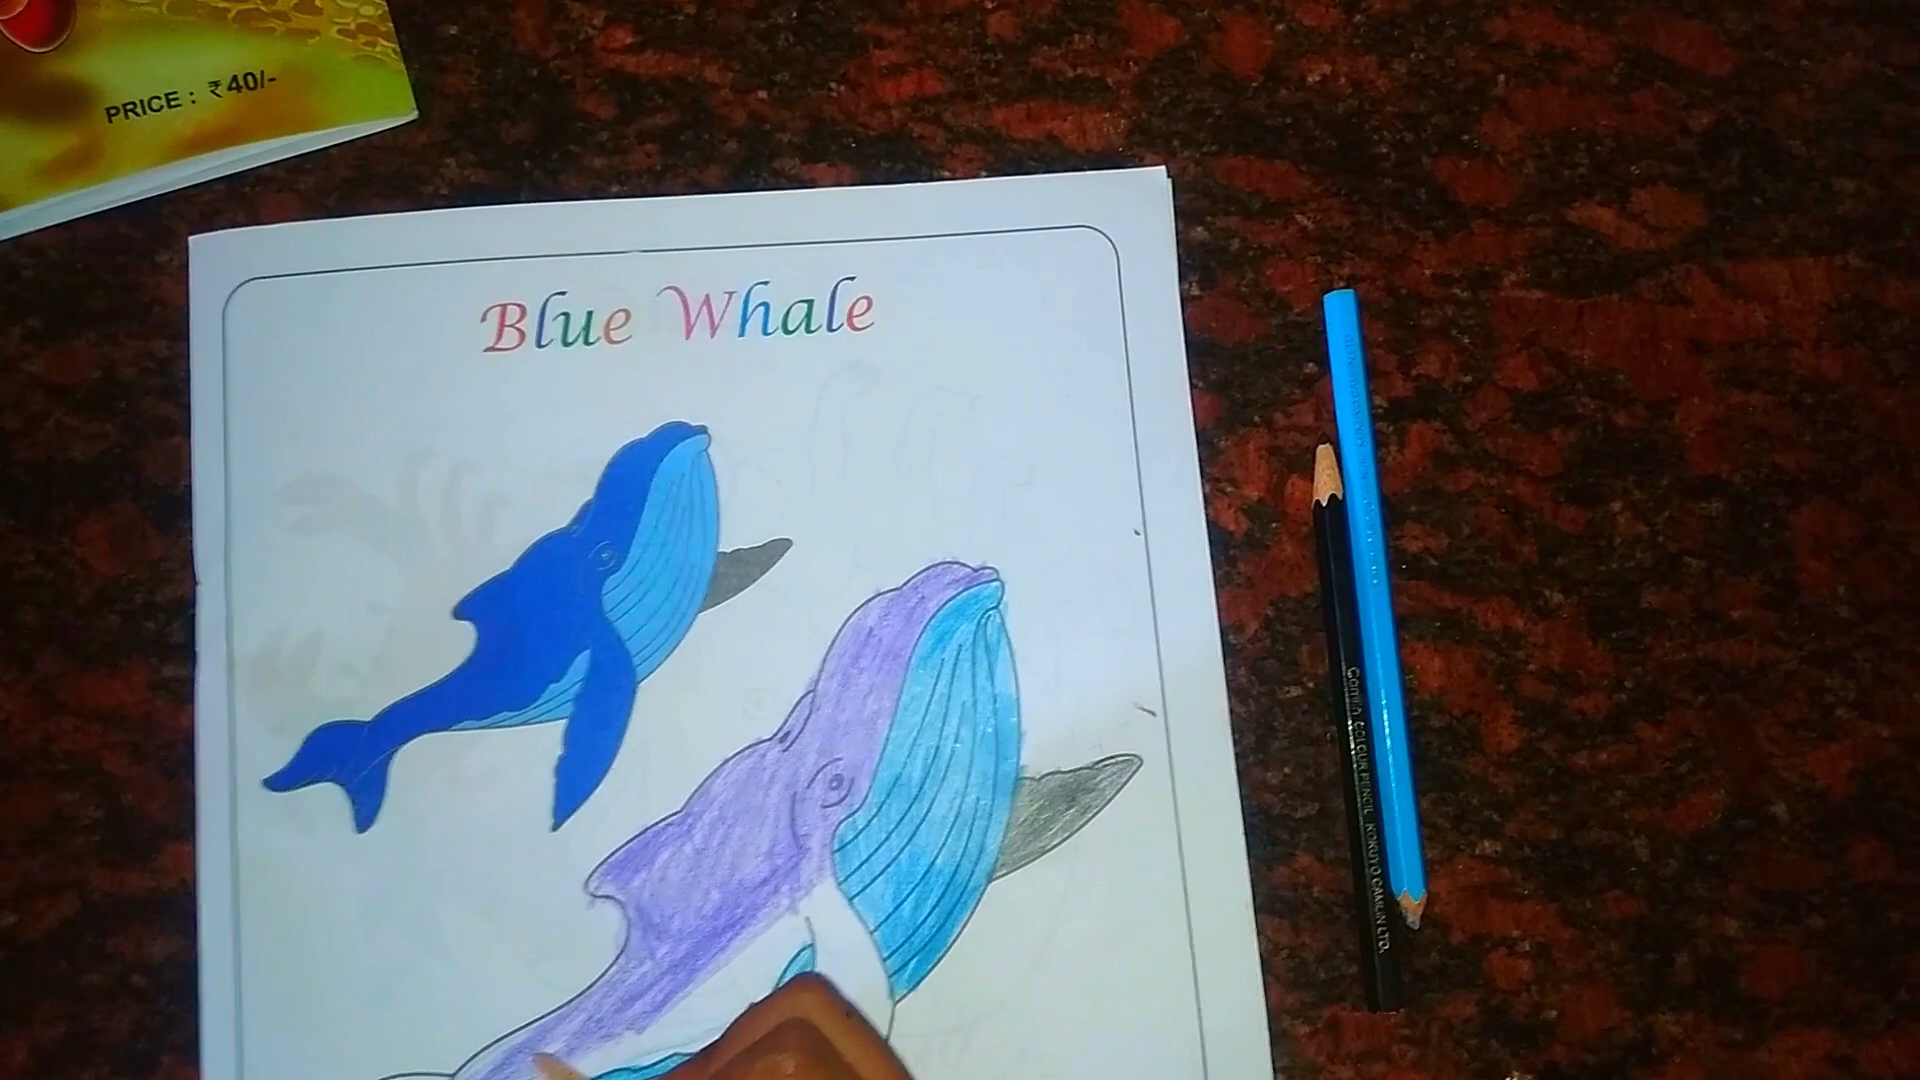 PRICE : ₹40/-
Blue Whale
Camlin COLOUR PENCIL KOKUYO CAMLIN LTD.